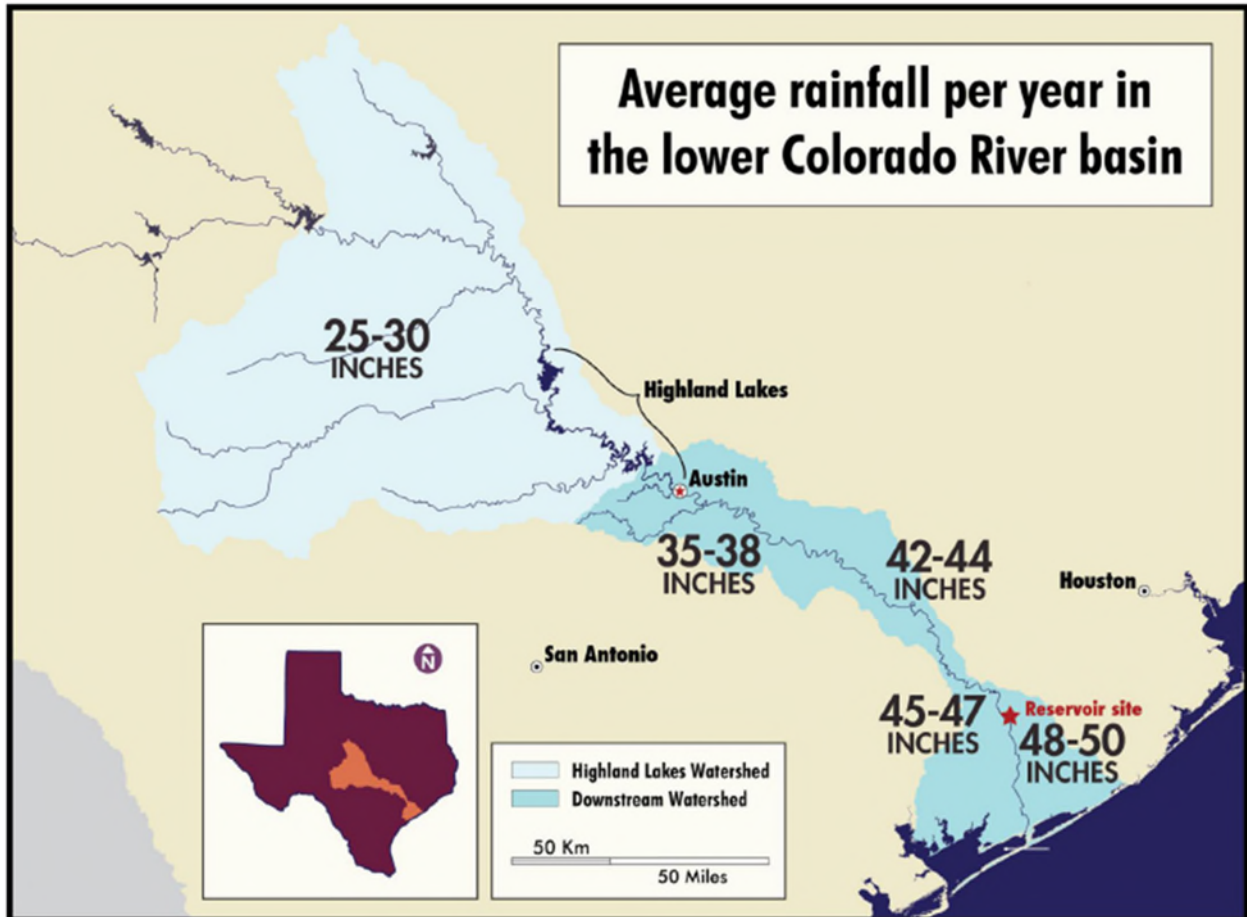 Average rainfall per year in
the lower Colorado River basin
25-30
INCHES
Highland Lakes
Austin
35-38
INCHES
42-44
INCHES
Houston
San Antonio
N
45-47
INCHES
Reservoir site
48-50
INCHES
Highland Lakes Watershed
Downstream Watershed
50 Km
50 Miles